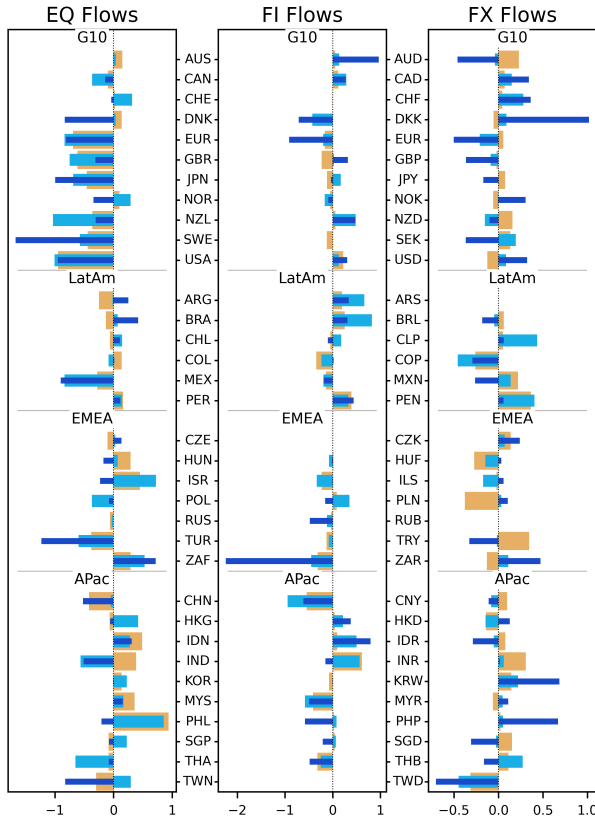 EQ Flows FI Flows FX Flows
G10 G10 G10
AUS AUD
CAN CAD
CHE CHF
DNK DKK
EUR EUR
GBR GBP
JPN JPY
NOR NOK
NZL NZD
SWE SEK
USA USD
LatAm LatAm LatAm
ARG ARS
BRA BRL
CHL CLP
COL COP
MEX MXN
PER PEN
EMEA EMEA EMEA
CZE CZK
HUN HUF
ISR ILS
POL PLN
RUS RUB
TUR TRY
ZAF ZAR
APac APac APac
CHN CNY
HKG HKD
IDN IDR
IND INR
KOR KRW
MYS MYR
PHL PHP
SGP SGD
THA THB
TWN TWD
−1 0 1 −2 −1 0 1 −0.5 0.0 0.5 1.0